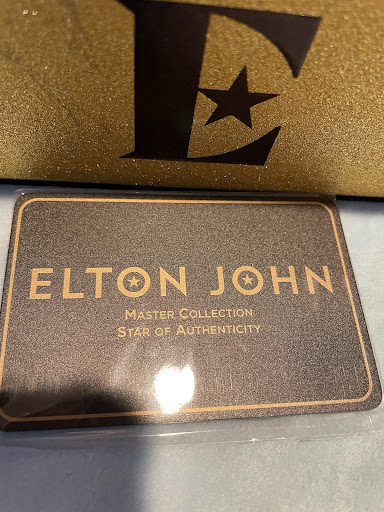 E
ELTON JOHN
MASTER COLLECTION
STAR OF AUTHENTICITY